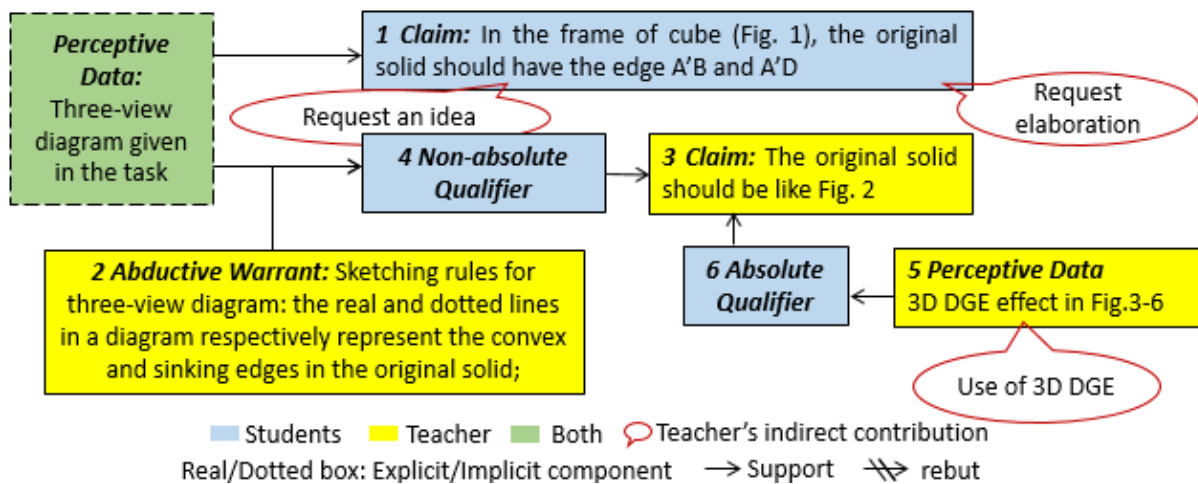 Perceptive
Data:
Three-view
diagram given
in the task
1 Claim: In the frame of cube (Fig. 1), the original
solid should have the edge A’B and A’D
Request an idea
Request
elaboration
4 Non-absolute
Qualifier
3 Claim: The original solid
should be like Fig. 2
2 Abductive Warrant: Sketching rules for
three-view diagram: the real and dotted lines
in a diagram respectively represent the convex
and sinking edges in the original solid;
6 Absolute
Qualifier
5 Perceptive Data
3D DGE effect in Fig.3-6
Use of 3D DGE
Students Teacher Both Teacher’s indirect contribution
Real/Dotted box: Explicit/Implicit component Support rebut